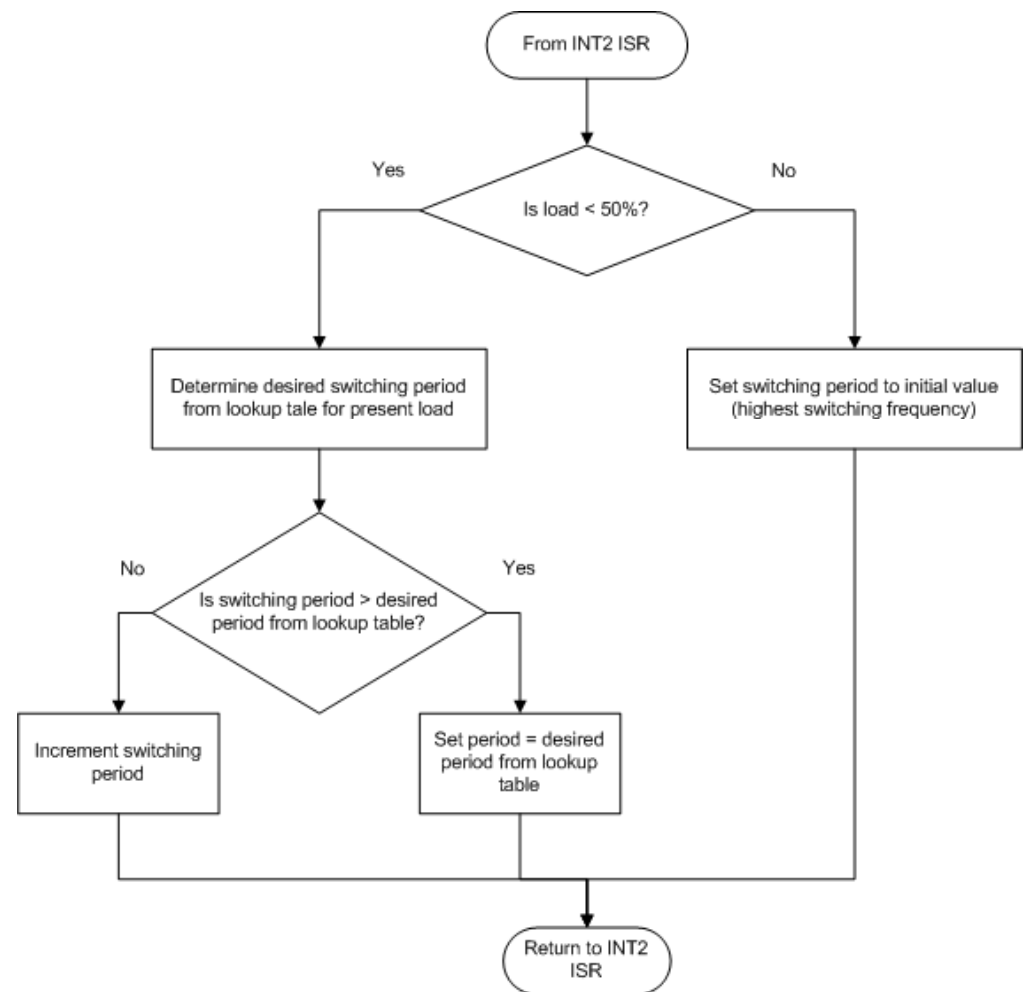 From INT2 ISR
Yes
No
Is load < 50%?
Determine desired switching period
from lookup tale for present load
Set switching period to initial value
(highest switching frequency)
No
Yes
Is switching period > desired
period from lookup table?
Increment switching
period
Set period = desired
period from lookup
table
Return to INT2
ISR